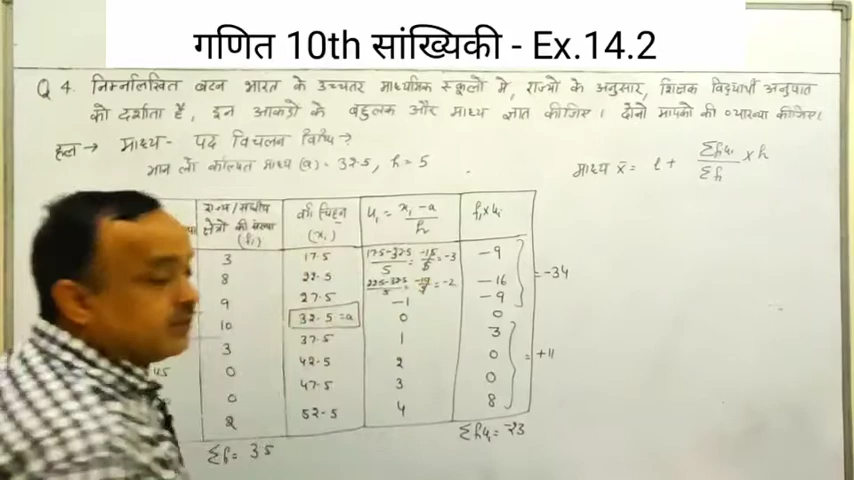 गणित 10th सांख्यिकी - Ex.14.2
Q 4. निम्नलिखित बटन भारत के उच्चतर माध्यमिक स्कूलो मे, राज्यो के अनुसार, शिक्षक विद्यार्थी अनुपात
को दर्शाता है, इन आकड़ो के बहुलक और माध्य ज्ञात कीजिए। दोनो मापको की व्याख्या कीजिए।
हल → माध्य - पद विचलन विधि →
मान लो कल्पित माध्य (a) = 32.5, h = 5
माध्य x̄ = l + Σfiui/Σfi × h
राज्य/संघीय क्षेत्रों की संख्या (fi) वर्ग चिह्न (xi) ui = xi - a/h fi × ui
3 17.5 17.5-32.5/5 = -15/5 = -3 -9
8 22.5 22.5-32.5/5 = -10/5 = -2 -16
9 27.5 -1 -9 = -34
10 32.5 = a 0 0
3 37.5 1 3
45 0 42.5 2 0 = +11
0 47.5 3 0
2 52.5 4 8
Σfi = 35 Σfiui = -23